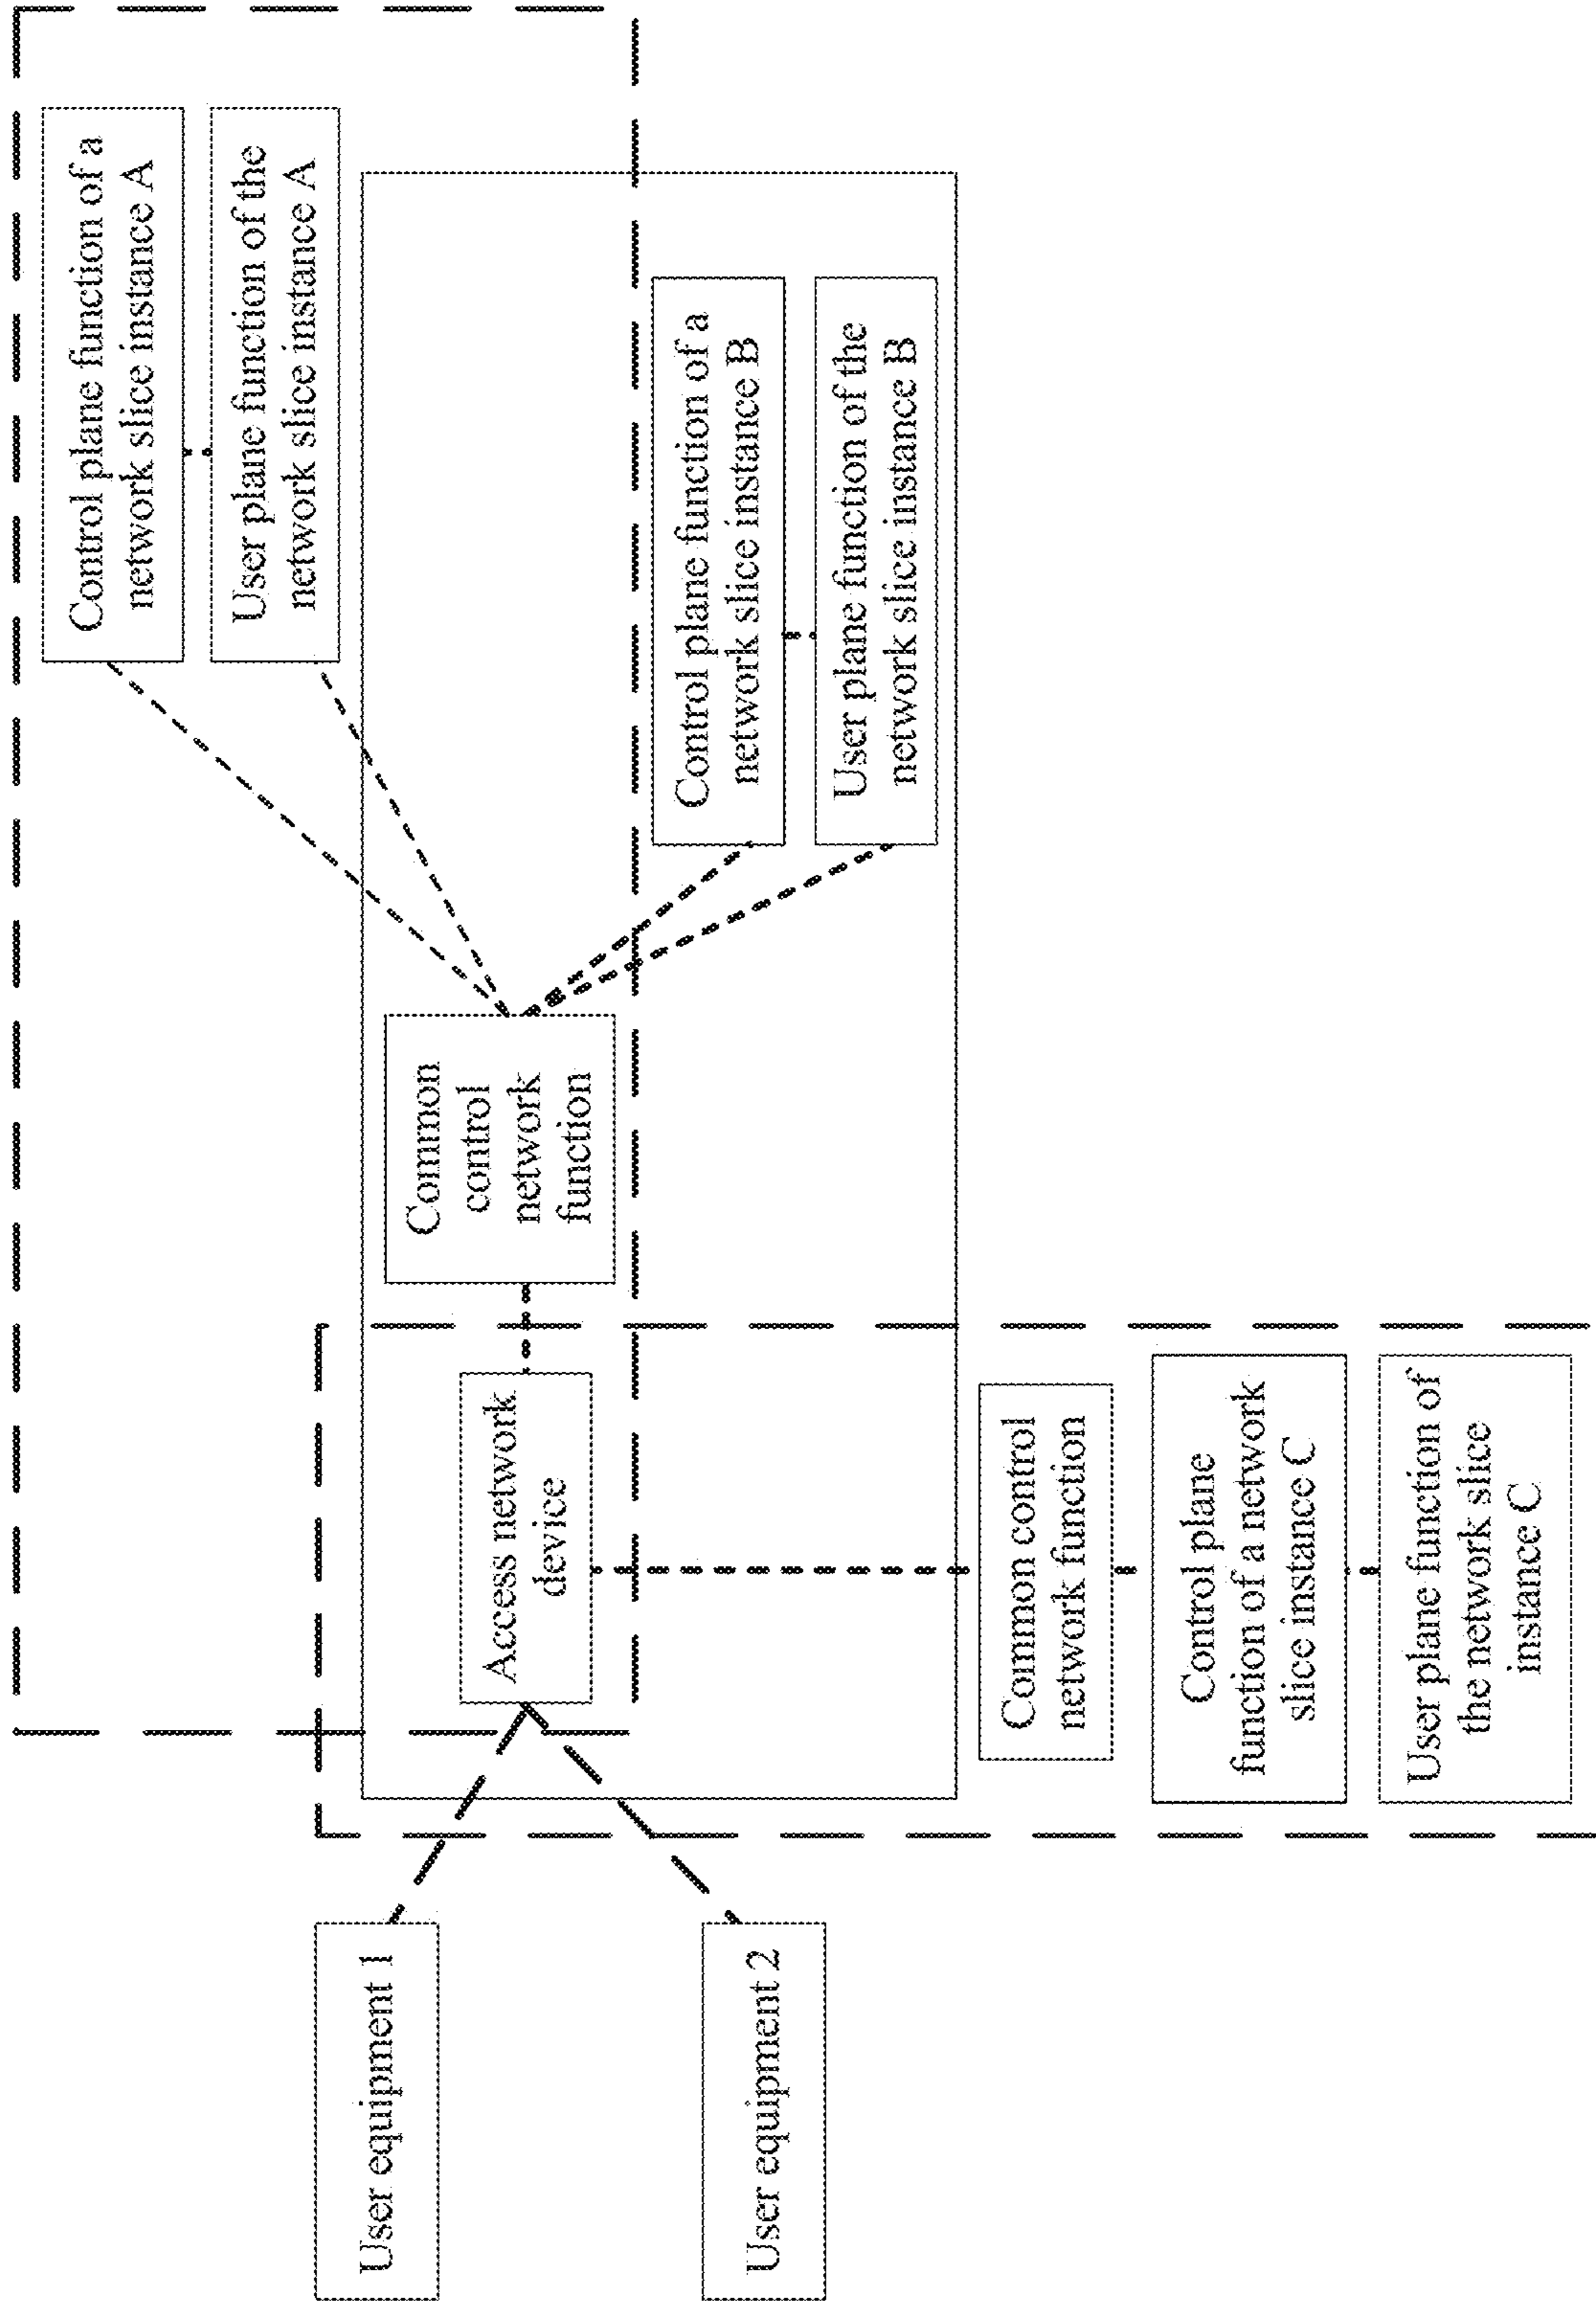 User equipment 1
User equipment 2
Access network
device
Common
control
network
function
Control plane function of a
network slice instance A
User plane function of the
network slice instance A
Control plane function of a
network slice instance B
User plane function of the
network slice instance B
Common control
network function
Control plane
function of a network
slice instance C
User plane function of
the network slice
instance C